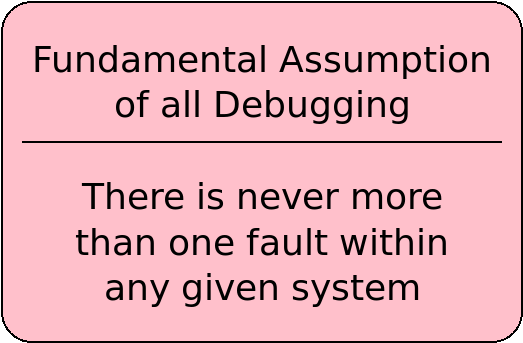 Fundamental Assumption
of all Debugging
There is never more
than one fault within
any given system